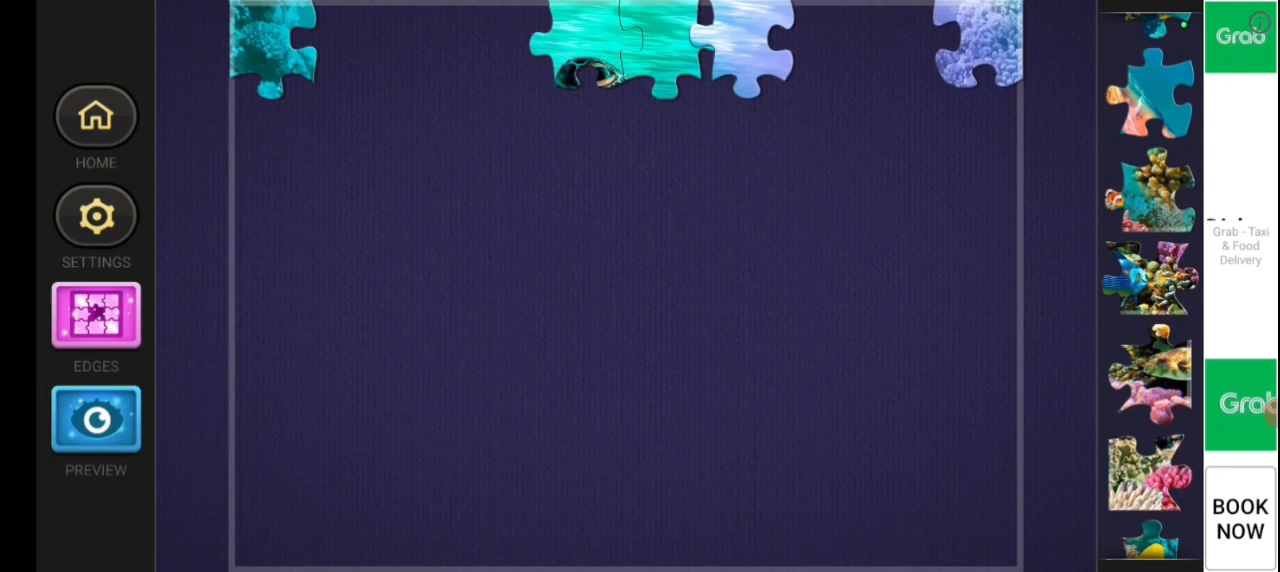 HOME
SETTINGS
EDGES
PREVIEW
Grab
Grab - Taxi
& Food
Delivery
Grab
BOOK
NOW